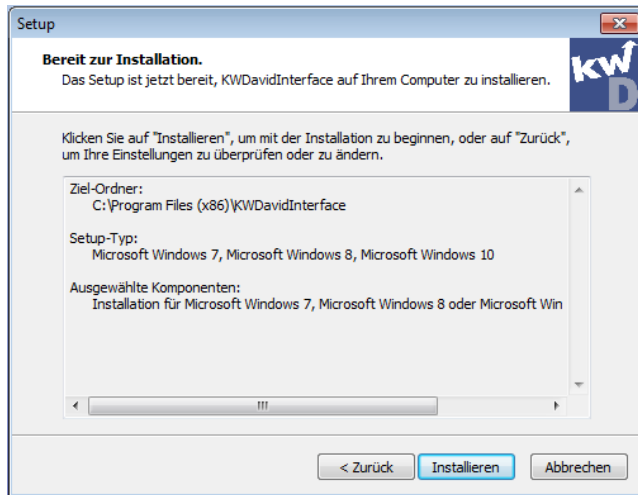 Setup
Bereit zur Installation.
Das Setup ist jetzt bereit, KWDavidInterface auf Ihrem Computer zu installieren.
kw
D
Klicken Sie auf "Installieren", um mit der Installation zu beginnen, oder auf "Zurück",
um Ihre Einstellungen zu überprüfen oder zu ändern.
Ziel-Ordner:
C:\Program Files (x86)\KWDavidInterface
Setup-Typ:
Microsoft Windows 7, Microsoft Windows 8, Microsoft Windows 10
Ausgewählte Komponenten:
Installation für Microsoft Windows 7, Microsoft Windows 8 oder Microsoft Win
< Zurück Installieren Abbrechen